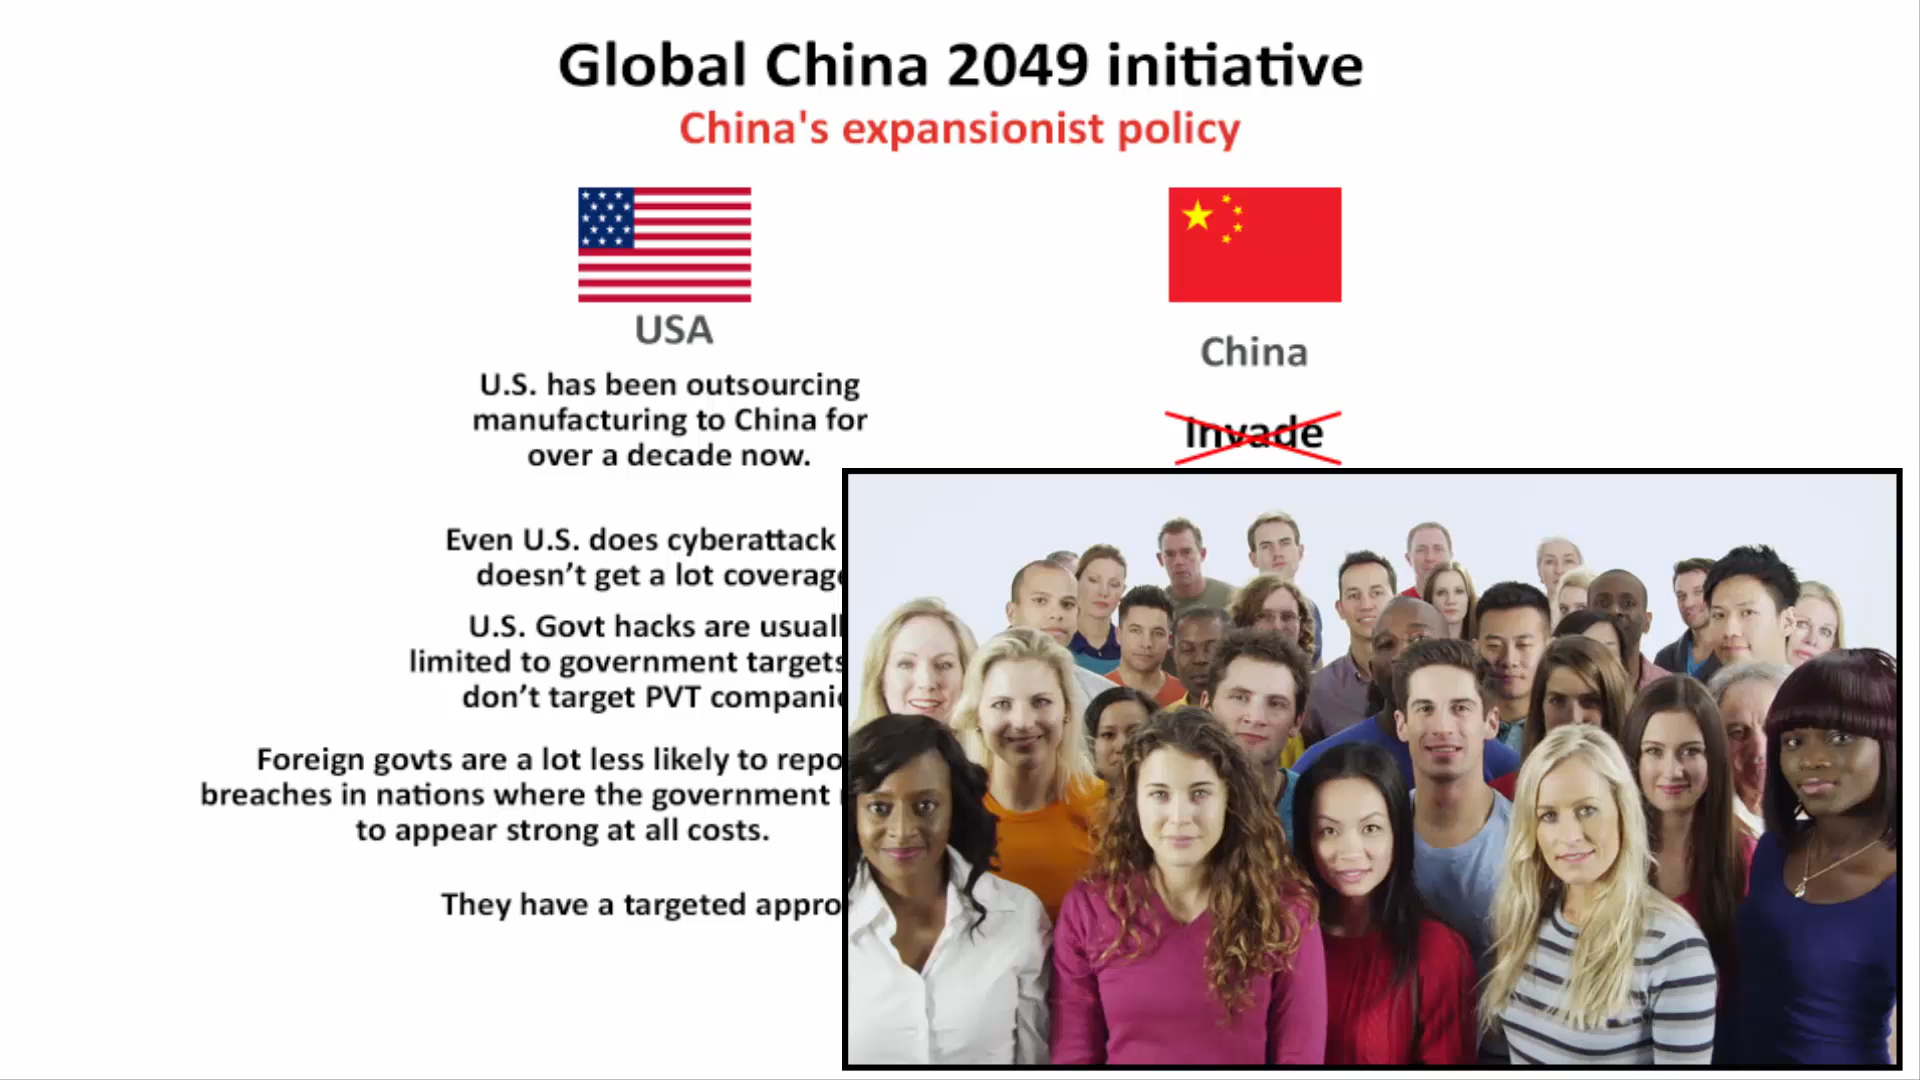 Global China 2049 initiative
China's expansionist policy
USA
U.S. has been outsourcing
manufacturing to China for
over a decade now.
Even U.S. does cyberattack
doesn’t get a lot coverage
U.S. Govt hacks are usuall
limited to government targets
don’t target PVT companie
Foreign govts are a lot less likely to repo
breaches in nations where the government
to appear strong at all costs.
They have a targeted appro
China
Invade